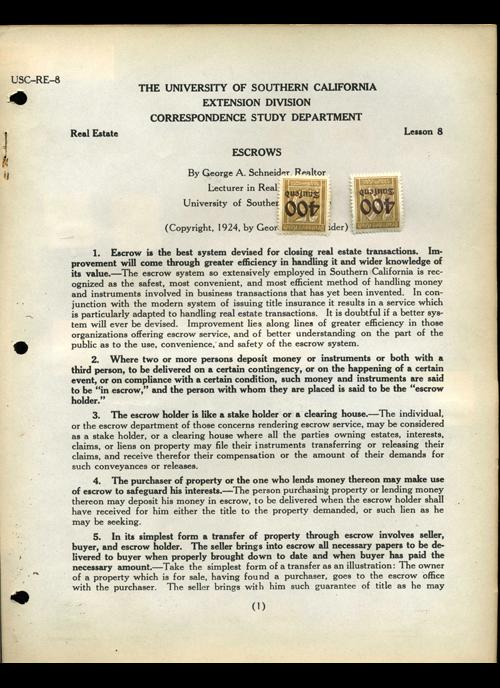 USC-RE-8
THE UNIVERSITY OF SOUTHERN CALIFORNIA
EXTENSION DIVISION
CORRESPONDENCE STUDY DEPARTMENT
Real Estate Lesson 8
ESCROWS
By George A. Schneider, Realtor
Lecturer in Real
University of Souther
(Copyright, 1924, by Geor ider)
400
Tausend
400
Tausend
1. Escrow is the best system devised for closing real estate transactions. Im-
provement will come through greater efficiency in handling it and wider knowledge of
its value.—The escrow system so extensively employed in Southern California is rec-
ognized as the safest, most convenient, and most efficient method of handling money
and instruments involved in business transactions that has yet been invented. In con-
junction with the modern system of issuing title insurance it results in a service which
is particularly adapted to handling real estate transactions. It is doubtful if a better sys-
tem will ever be devised. Improvement lies along lines of greater efficiency in those
organizations offering escrow service, and of better understanding on the part of the
public as to the use, convenience, and safety of the escrow system.
2. Where two or more persons deposit money or instruments or both with a
third person, to be delivered on a certain contingency, or on the happening of a certain
event, or on compliance with a certain condition, such money and instruments are said
to be "in escrow," and the person with whom they are placed is said to be the "escrow
holder."
3. The escrow holder is like a stake holder or a clearing house.—The individual,
or the escrow department of those concerns rendering escrow service, may be considered
as a stake holder, or a clearing house where all the parties owning estates, interests,
claims, or liens on property may file their instruments transferring or releasing their
claims, and receive therefor their compensation or the amount of their demands for
such conveyances or releases.
4. The purchaser of property or the one who lends money thereon may make use
of escrow to safeguard his interests.—The person purchasing property or lending money
thereon may deposit his money in escrow, to be delivered when the escrow holder shall
have received for him either the title to the property demanded, or such lien as he
may be seeking.
5. In its simplest form a transfer of property through escrow involves seller,
buyer, and escrow holder. The seller brings into escrow all necessary papers to be de-
livered to buyer when properly brought down to date and when buyer has paid the
necessary amount.—Take the simplest form of a transfer as an illustration: The owner
of a property which is for sale, having found a purchaser, goes to the escrow office
with the purchaser. The seller brings with him such guarantee of title as he may
(1)